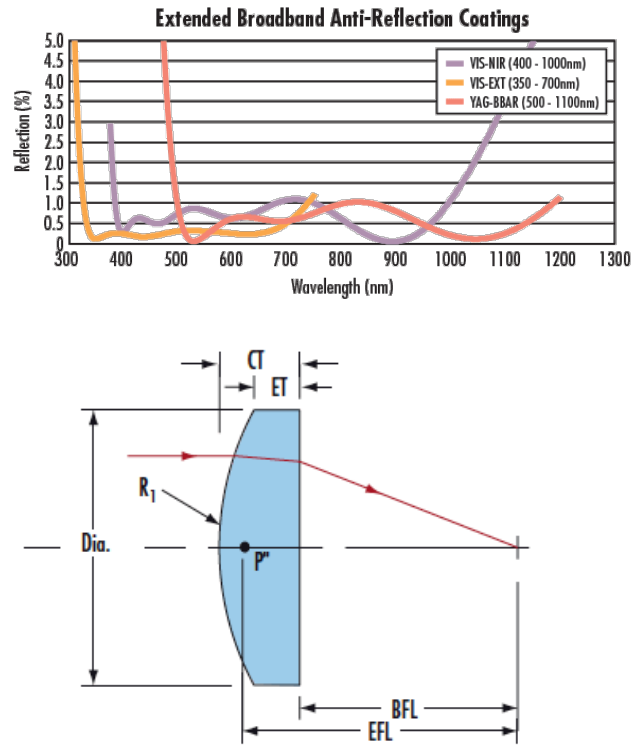 Extended Broadband Anti-Reflection Coatings
5.0
4.5
4.0
3.5
3.0
2.5
2.0
1.5
1.0
0.5
0
Reflection (%)
VIS-NIR (400 - 1000nm)
VIS-EXT (350 - 700nm)
YAG-BBAR (500 - 1100nm)
300 400 500 600 700 800 900 1000 1100 1200 1300
Wavelength (nm)
CT
ET
R1
Dia.
P"
BFL
EFL